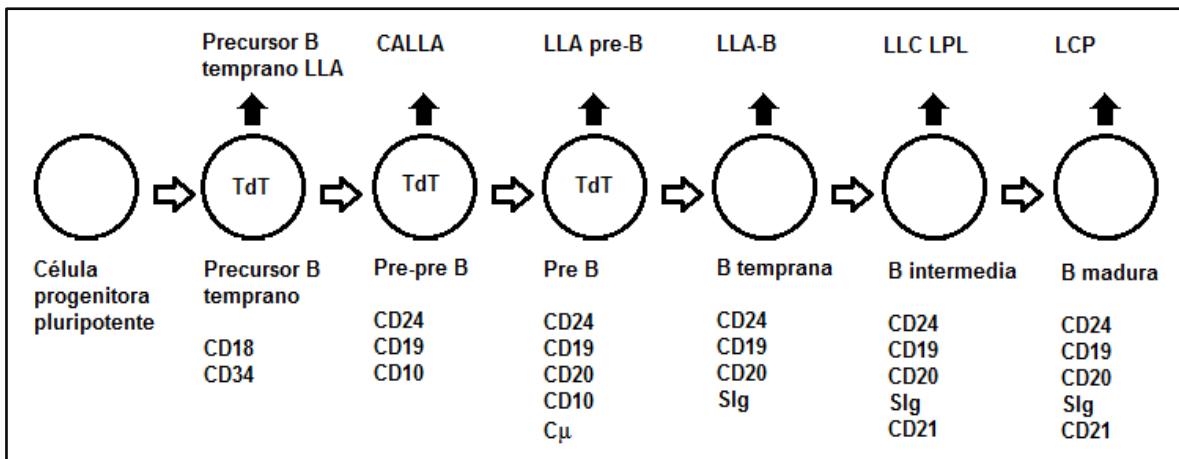 Precursor B
temprano LLA
CALLA
LLA pre-B
LLA-B
LLC LPL
LCP
TdT
TdT
TdT
Célula
progenitora
pluripotente
Precursor B
temprano
CD18
CD34
Pre-pre B
CD24
CD19
CD10
Pre B
CD24
CD19
CD20
CD10
Cμ
B temprana
CD24
CD19
CD20
SIg
B intermedia
CD24
CD19
CD20
SIg
CD21
B madura
CD24
CD19
CD20
SIg
CD21